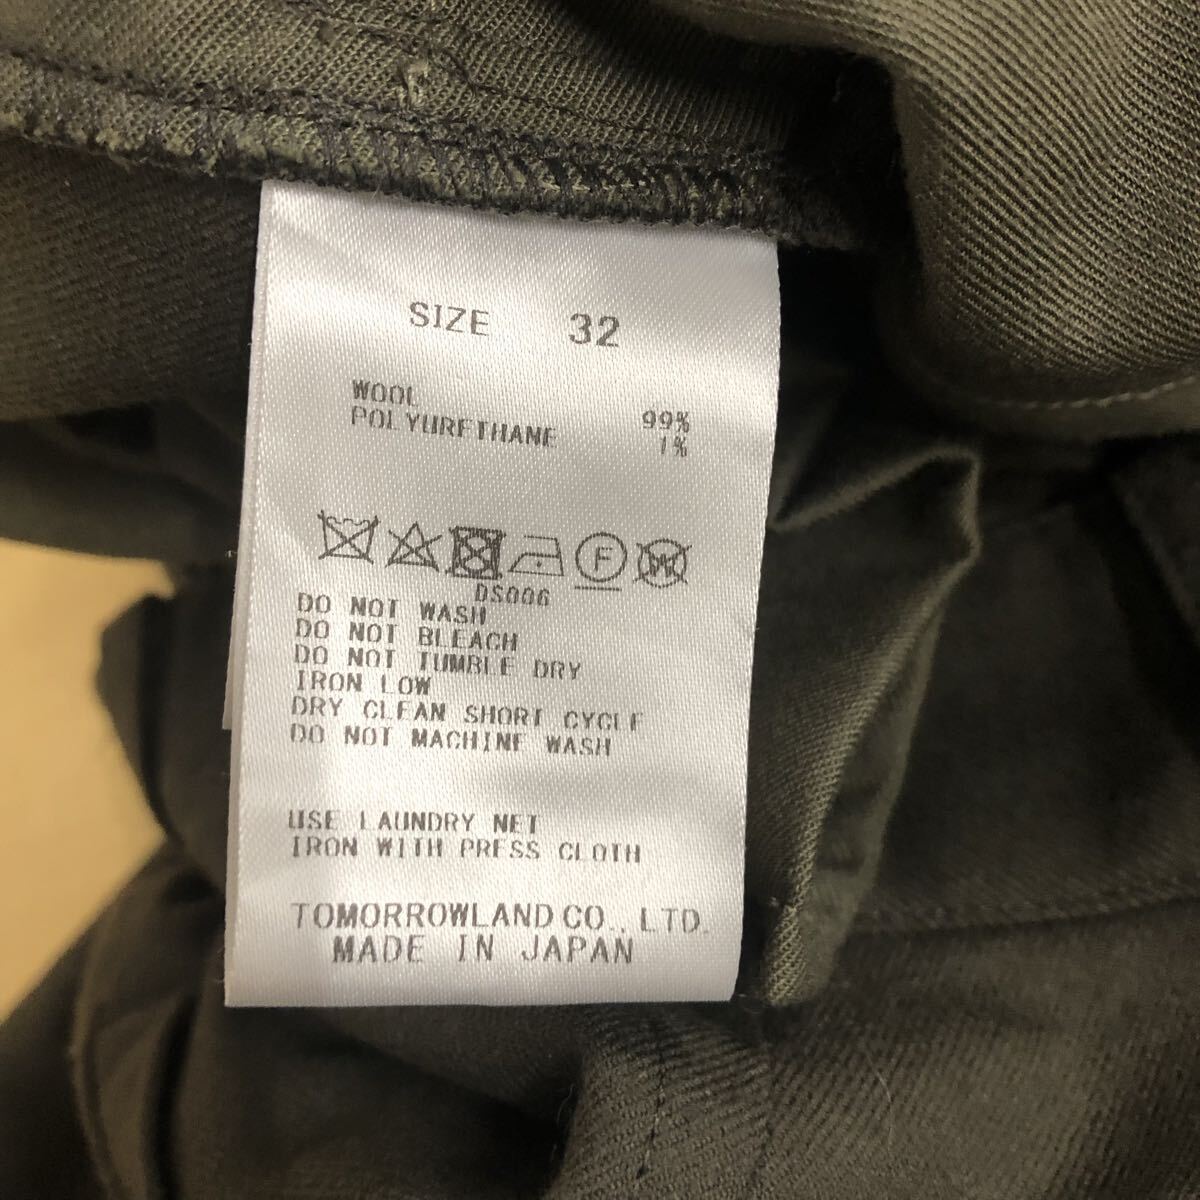 SIZE 32
WOOL 99%
POLYURETHANE 1%
F W
DS006
DO NOT WASH
DO NOT BLEACH
DO NOT TUMBLE DRY
IRON LOW
DRY CLEAN SHORT CYCLE
DO NOT MACHINE WASH
USE LAUNDRY NET
IRON WITH PRESS CLOTH
TOMORROWLAND CO., LTD.
MADE IN JAPAN